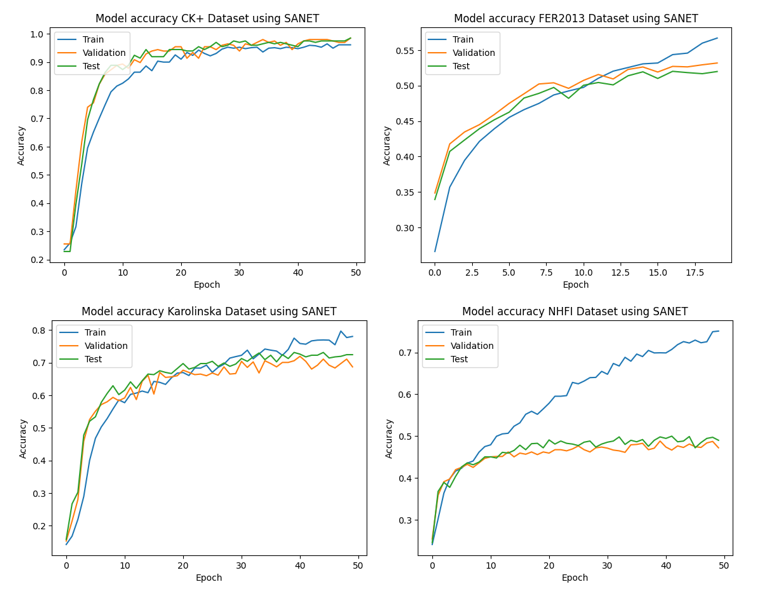 Model accuracy CK+ Dataset using SANET
Accuracy
1.0
0.9
0.8
0.7
0.6
0.5
0.4
0.3
0.2
Train
Validation
Test
0 10 20 30 40 50
Epoch
Model accuracy FER2013 Dataset using SANET
Accuracy
0.55
0.50
0.45
0.40
0.35
0.30
Train
Validation
Test
0.0 2.5 5.0 7.5 10.0 12.5 15.0 17.5
Epoch
Model accuracy Karolinska Dataset using SANET
Accuracy
0.8
0.7
0.6
0.5
0.4
0.3
0.2
Train
Validation
Test
0 10 20 30 40 50
Epoch
Model accuracy NHFI Dataset using SANET
Accuracy
0.7
0.6
0.5
0.4
0.3
Train
Validation
Test
0 10 20 30 40 50
Epoch